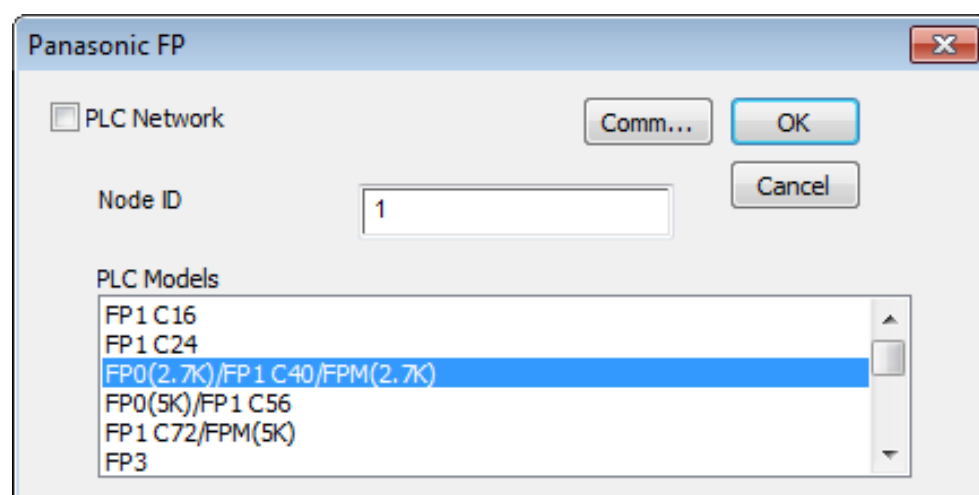 Panasonic FP
PLC Network
Comm...
OK
Cancel
Node ID
1
PLC Models
FP1 C16
FP1 C24
FP0(2.7K)/FP1 C40/FPM(2.7K)
FP0(5K)/FP1 C56
FP1 C72/FPM(5K)
FP3